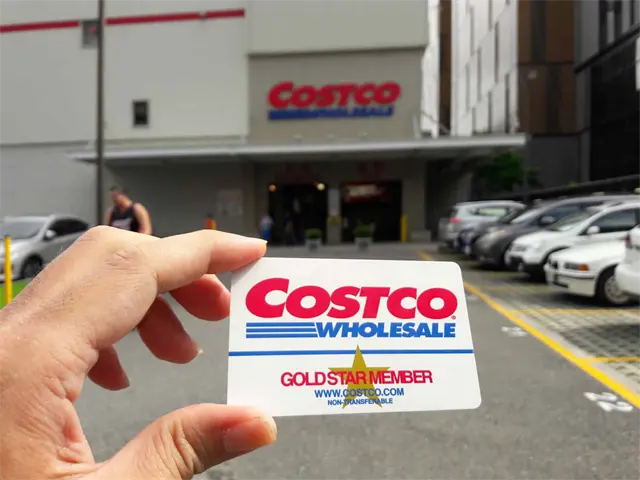 COSTCO
WHOLESALE
COSTCO
WHOLESALE
GOLD STAR MEMBER
WWW.COSTCO.COM
NON-TRANSFERABLE